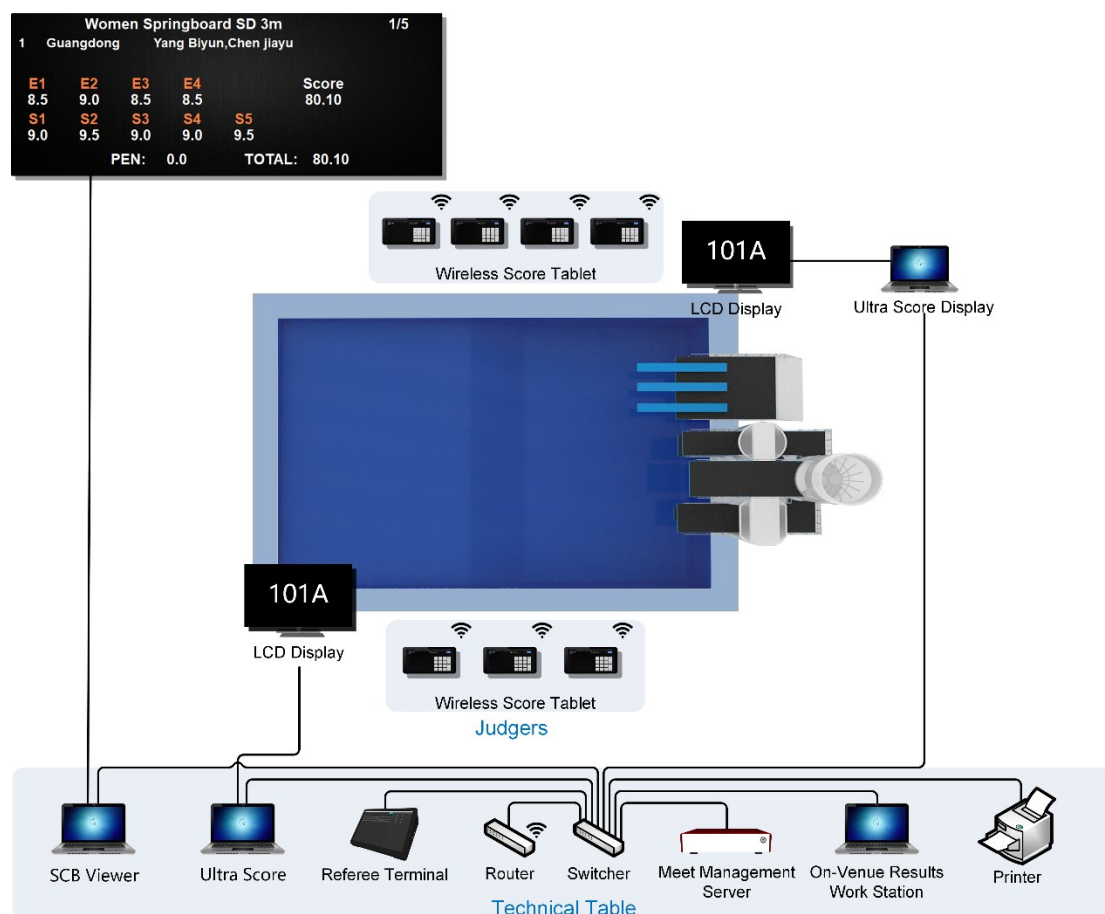 Women Springboard SD 3m 1/5
1 Guangdong Yang Biyun,Chen jiayu
E1 E2 E3 E4 Score
8.5 9.0 8.5 8.5 80.10
S1 S2 S3 S4 S5
9.0 9.5 9.0 9.0 9.5
PEN: 0.0 TOTAL: 80.10
Wireless Score Tablet
101A
LCD Display
Ultra Score Display
101A
LCD Display
Wireless Score Tablet
Judgers
SCB Viewer
Ultra Score
Referee Terminal
Router
Switcher
Meet Management
Server
On-Venue Results
Work Station
Printer
Technical Table